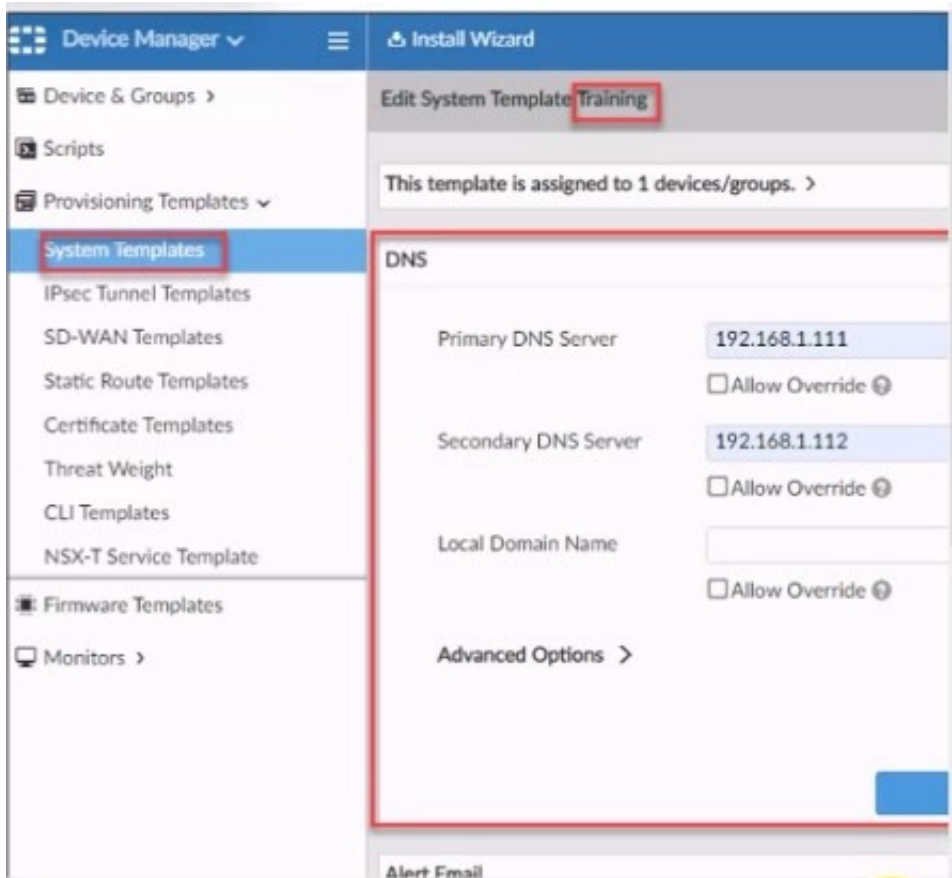 Device Manager
Install Wizard
Device & Groups >
Edit System Template Training
Scripts
This template is assigned to 1 devices/groups. >
Provisioning Templates
System Templates
DNS
IPsec Tunnel Templates
SD-WAN Templates
Primary DNS Server 192.168.1.111
Static Route Templates
Allow Override
Certificate Templates
Secondary DNS Server 192.168.1.112
Threat Weight
Allow Override
CLI Templates
Local Domain Name
NSX-T Service Template
Allow Override
Firmware Templates
Monitors >
Advanced Options >
Alert Email